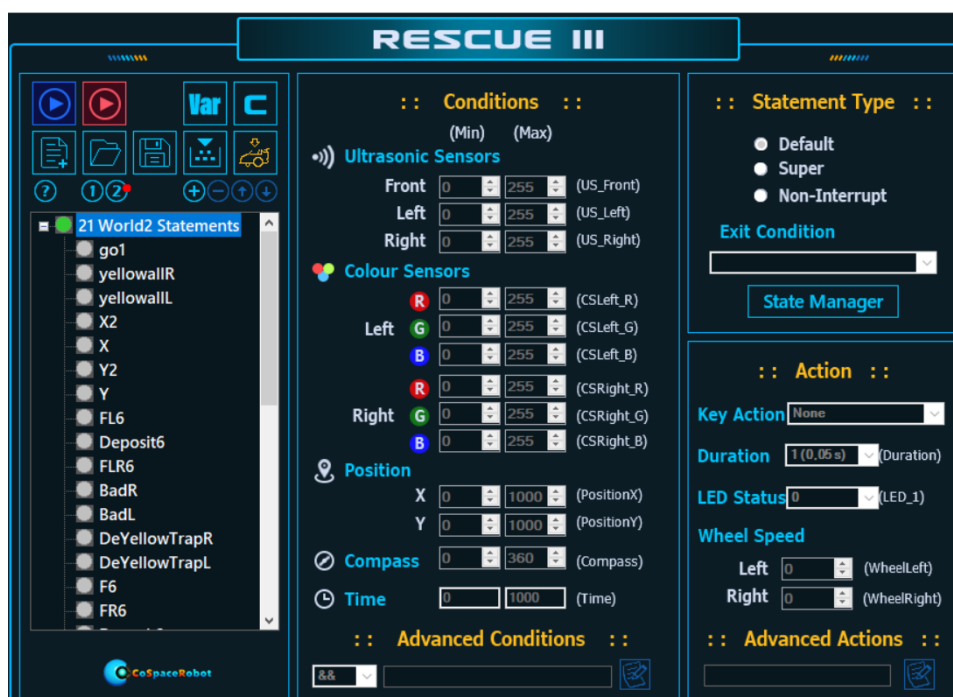 RESCUE III
Var
?
1
2
21 World2 Statements
go1
yellowallR
yellowallL
X2
X
Y2
Y
FL6
Deposit6
FLR6
BadR
BadL
DeYellowTrapR
DeYellowTrapL
F6
FR6
CoSpaceRobot
:: Conditions ::
(Min) (Max)
Ultrasonic Sensors
Front 0 255 (US_Front)
Left 0 255 (US_Left)
Right 0 255 (US_Right)
Colour Sensors
R 0 255 (CSLeft_R)
Left G 0 255 (CSLeft_G)
B 0 255 (CSLeft_B)
R 0 255 (CSRight_R)
Right G 0 255 (CSRight_G)
B 0 255 (CSRight_B)
Position
X 0 1000 (PositionX)
Y 0 1000 (PositionY)
Compass 0 360 (Compass)
Time 0 1000 (Time)
:: Advanced Conditions ::
&&
:: Statement Type ::
Default
Super
Non-Interrupt
Exit Condition
State Manager
:: Action ::
Key Action None
Duration 1 (0.05 s) (Duration)
LED Status 0 (LED_1)
Wheel Speed
Left 0 (WheelLeft)
Right 0 (WheelRight)
:: Advanced Actions ::